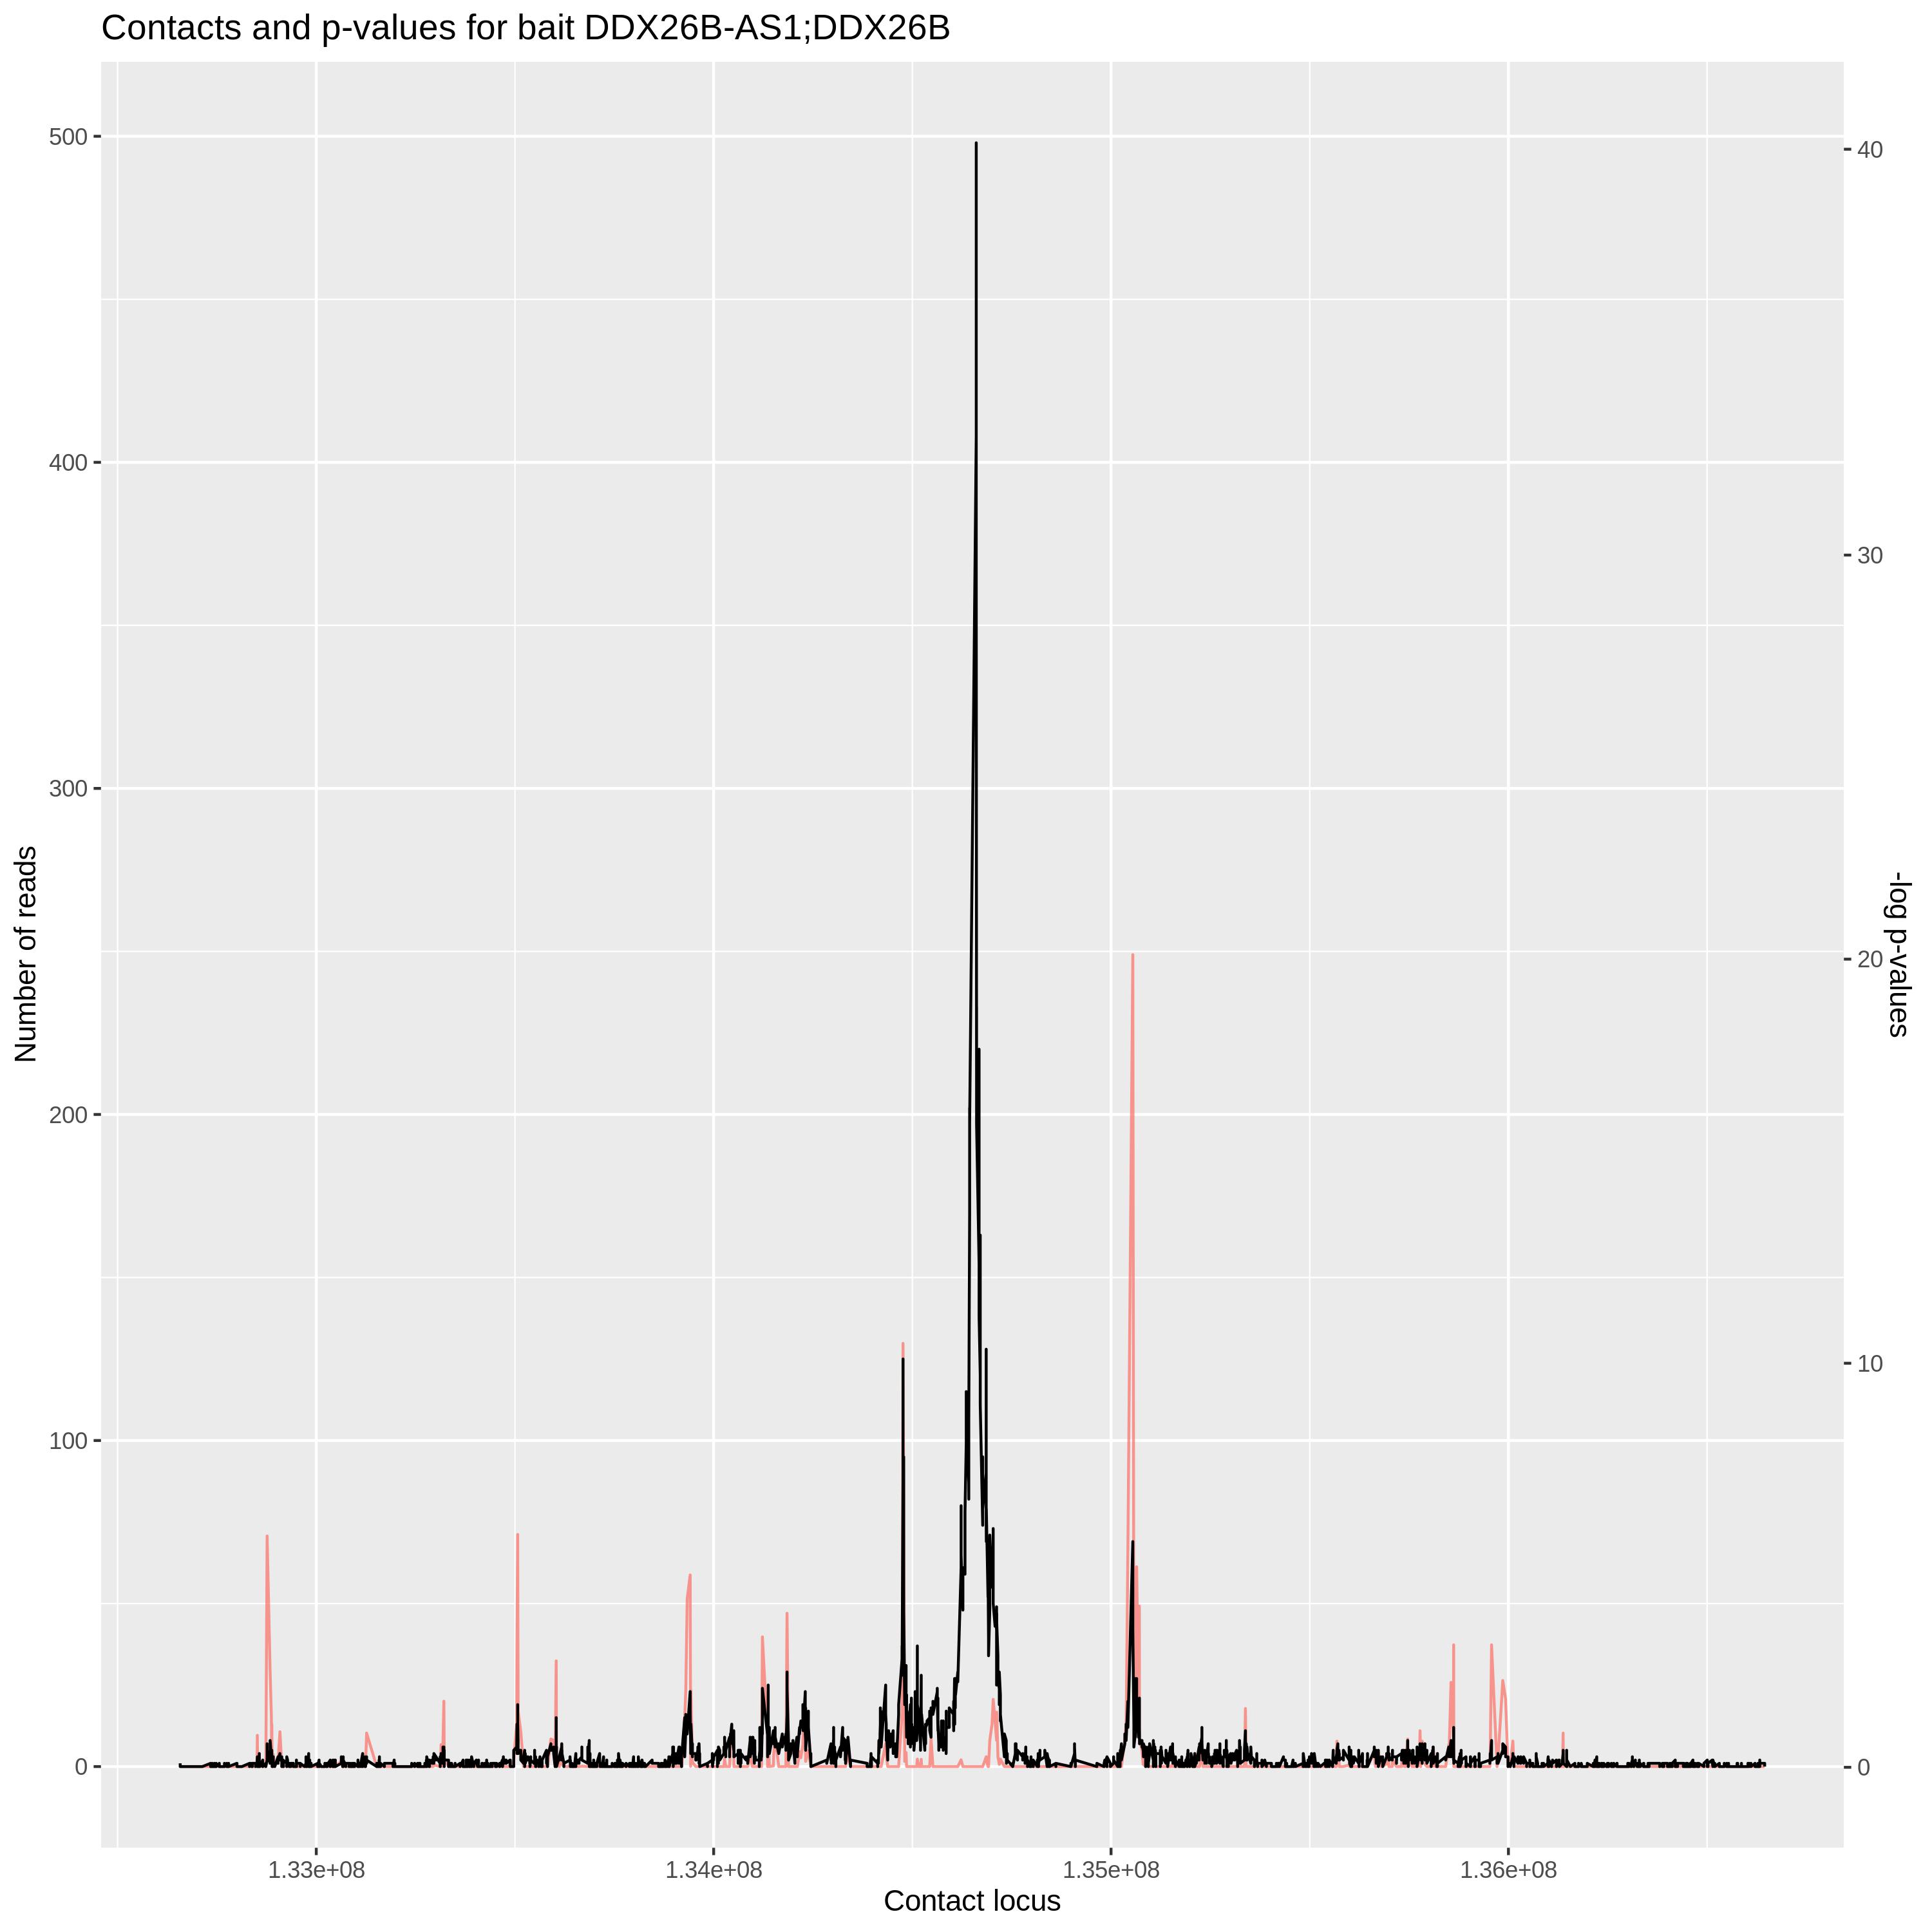 Contacts and p-values for bait DDX26B-AS1;DDX26B
Number of reads
500
400
300
200
100
0
40
30
20
10
0
-log p-values
1.33e+08
1.34e+08
1.35e+08
1.36e+08
Contact locus